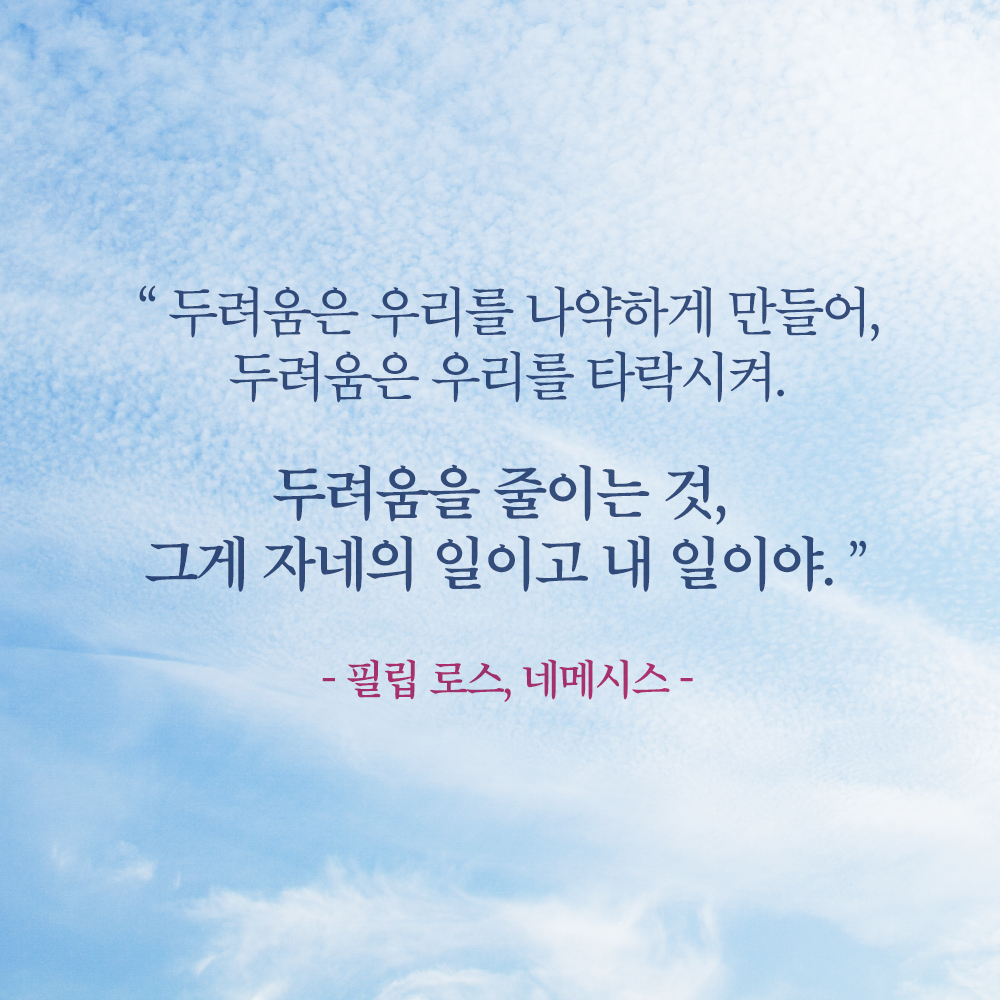 “ 두려움은 우리를 나약하게 만들어,
두려움은 우리를 타락시켜.
두려움을 줄이는 것,
그게 자네의 일이고 내 일이야. ”
- 필립 로스, 네메시스 -